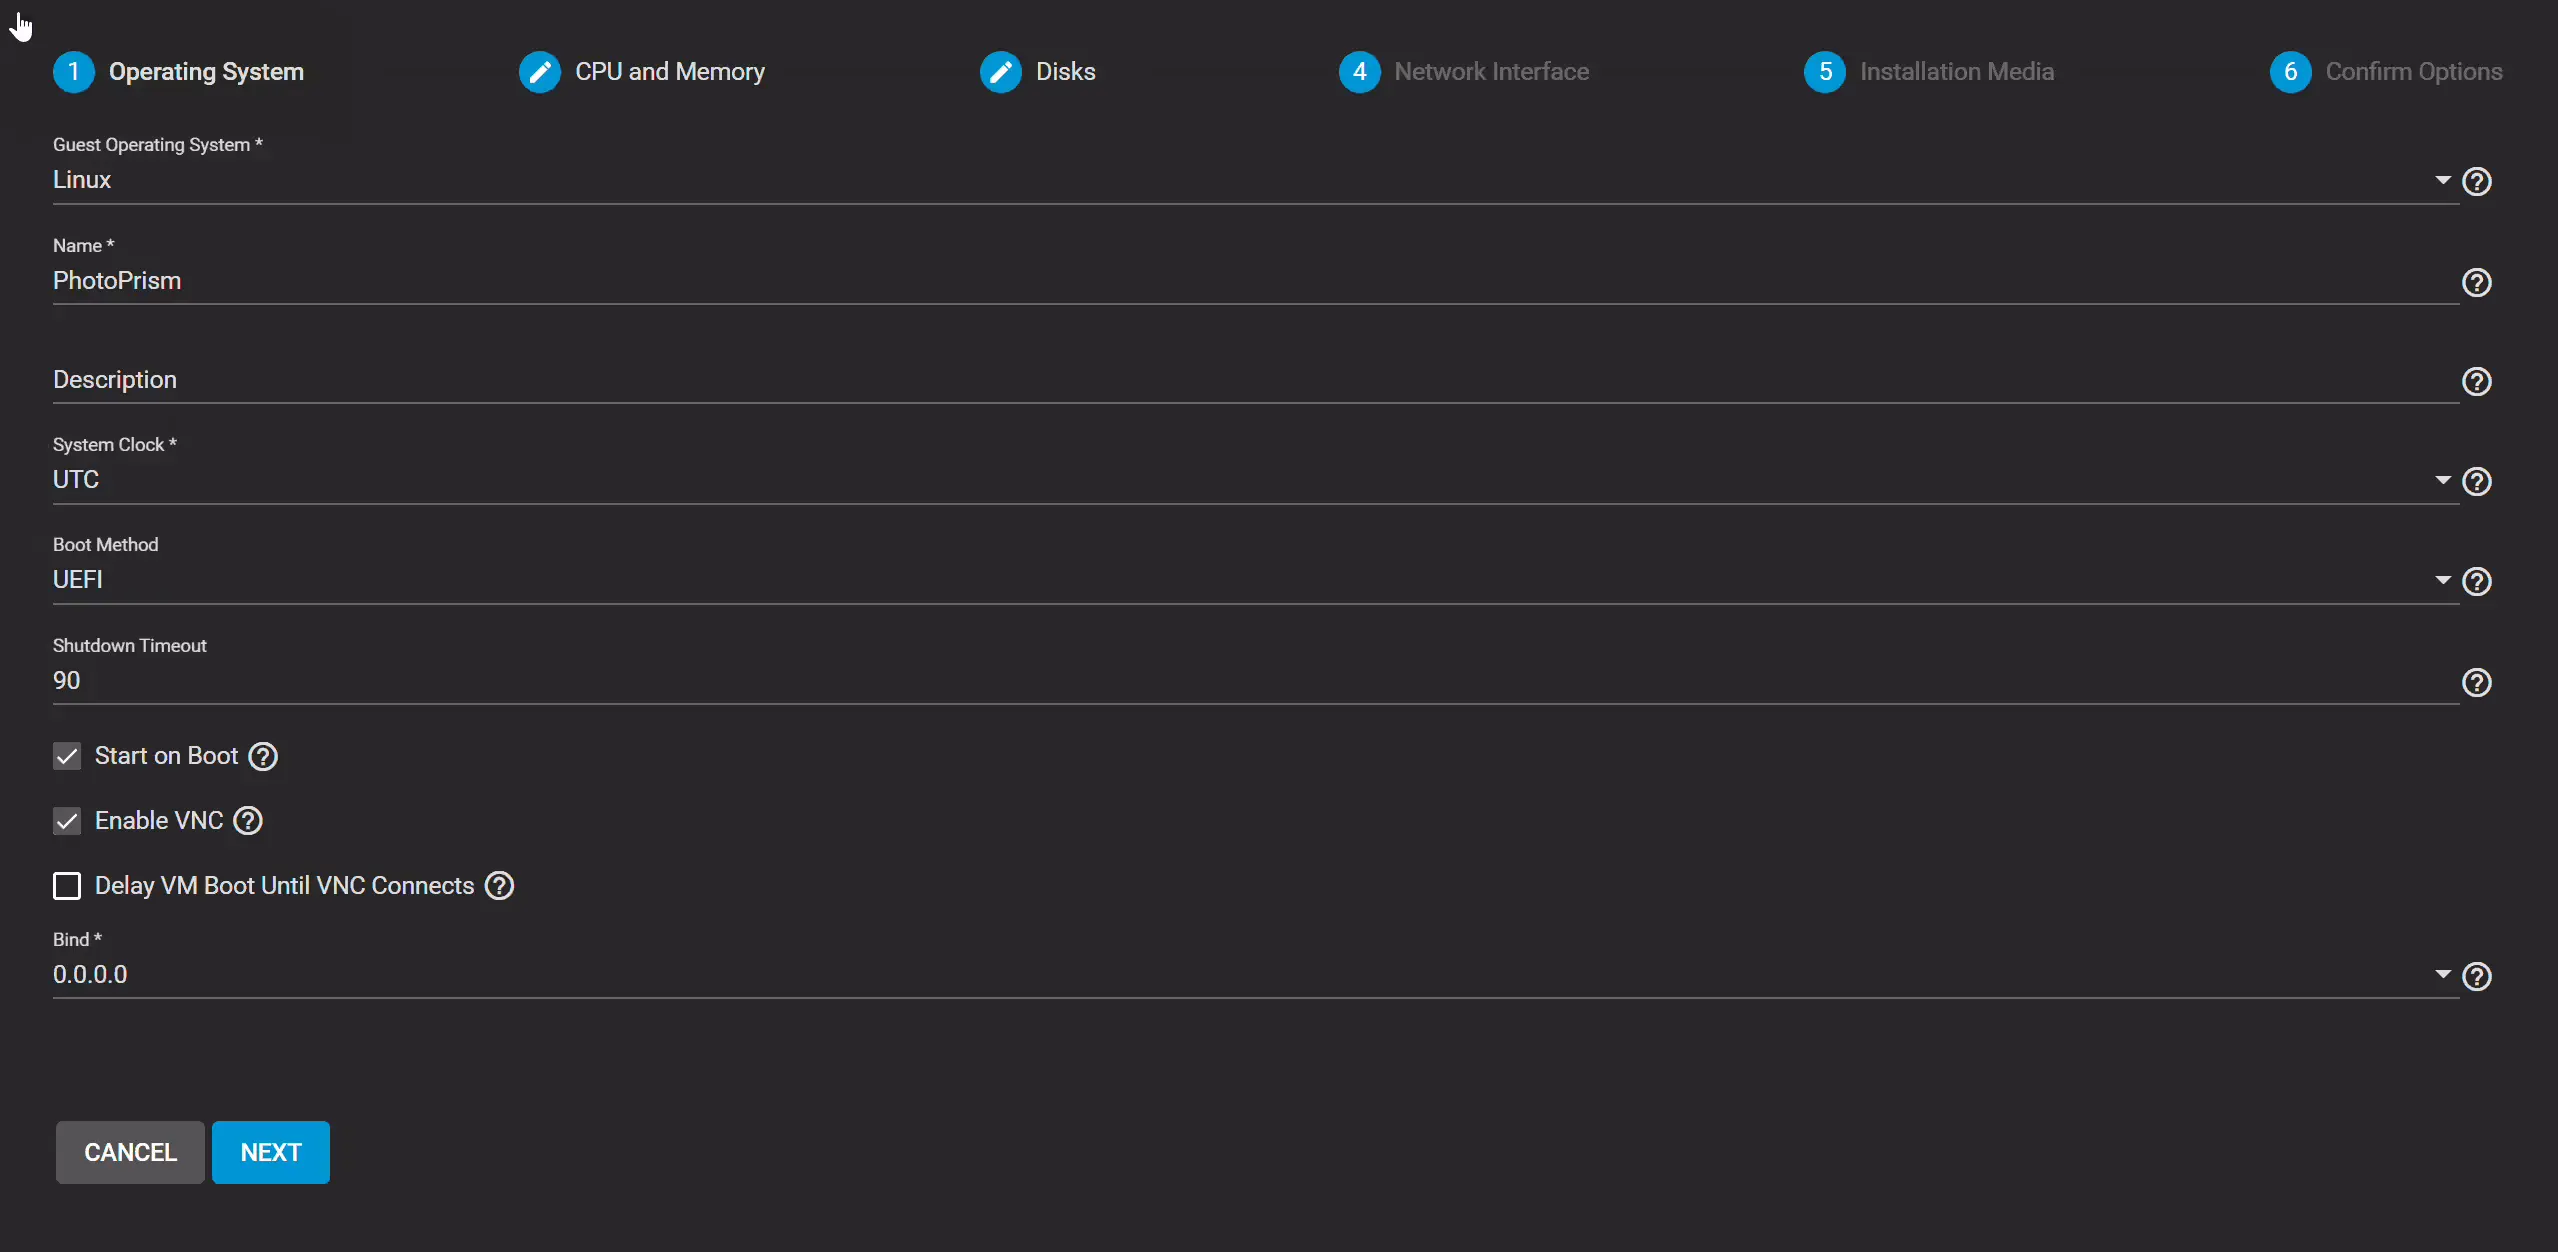 1 Operating System CPU and Memory Disks 4 Network Interface 5 Installation Media 6 Confirm Options
Guest Operating System *
Linux
Name *
PhotoPrism
Description
System Clock *
UTC
Boot Method
UEFI
Shutdown Timeout
90
Start on Boot
Enable VNC
Delay VM Boot Until VNC Connects
Bind *
0.0.0.0
CANCEL NEXT